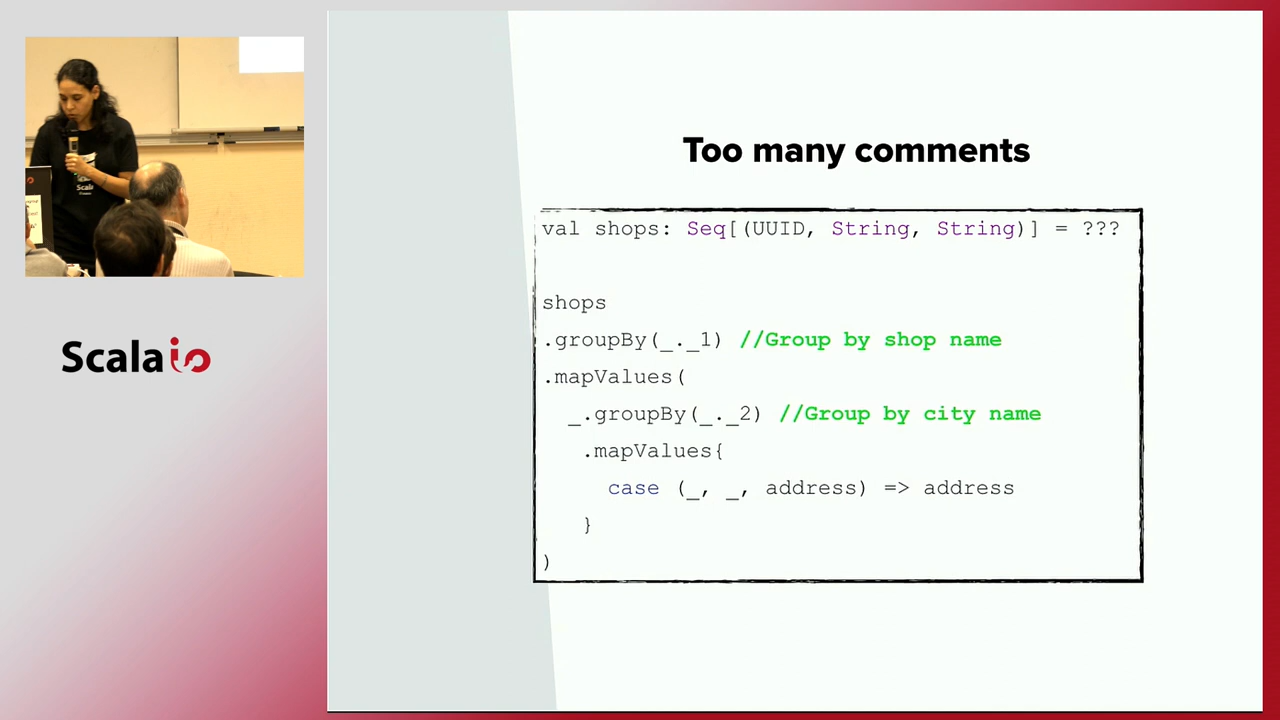 Too many comments
val shops: Seq[(UUID, String, String)] = ???
shops
.groupBy(_._1) //Group by shop name
.mapValues(
_.groupBy(_._2) //Group by city name
.mapValues{
case (_, _, address) => address
}
)
Scala
Scalaio